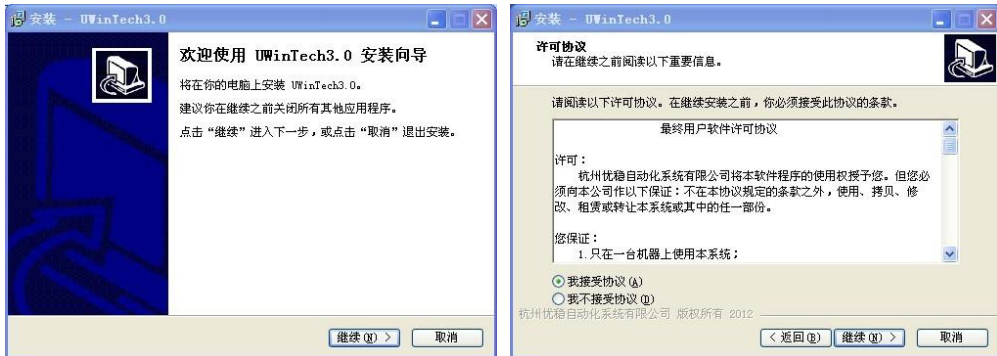 安装 - UWinTech3.0
欢迎使用 UWinTech3.0 安装向导
将在你的电脑上安装 UWinTech3.0。
建议你在继续之前关闭所有其他应用程序。
点击“继续”进入下一步，或点击“取消”退出安装。
继续(N) >
取消
安装 - UWinTech3.0
许可协议
请在继续之前阅读以下重要信息。
请阅读以下许可协议。在继续安装之前，你必须接受此协议的条款。
最终用户软件许可协议
许可：
杭州优稳自动化系统有限公司将本软件程序的使用权授予您。但您必
须向本公司作以下保证：不在本协议规定的条款之外，使用、拷贝、修
改、租赁或转让本系统或其中的任一部份。
您保证：
1.只在一台机器上使用本系统；
我接受协议(A)
我不接受协议(D)
杭州优稳自动化系统有限公司 版权所有 2012
< 返回(B)
继续(N) >
取消